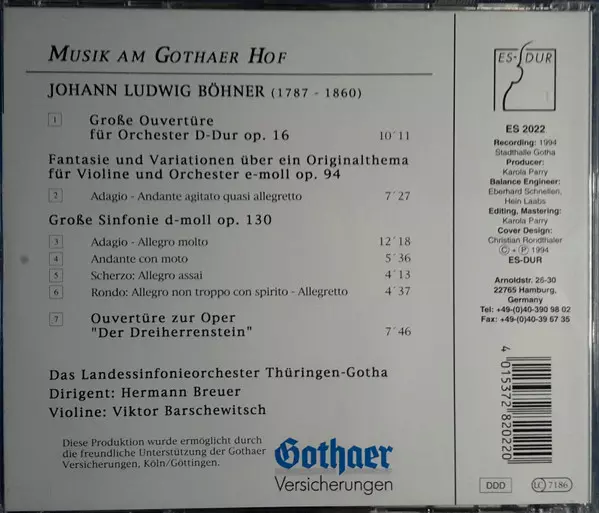 MUSIK AM GOTHAER HOF
JOHANN LUDWIG BÖHNER (1787 - 1860)
1 Große Ouvertüre
für Orchester D-Dur op. 16 10´11
Fantasie und Variationen über ein Originalthema
für Violine und Orchester e-moll op. 94
2 Adagio - Andante agitato quasi allegretto 7´27
Große Sinfonie d-moll op. 130
3 Adagio - Allegro molto 12´18
4 Andante con moto 5´36
5 Scherzo: Allegro assai 4´13
6 Rondo: Allegro non troppo con spirito - Allegretto 4´37
7 Ouvertüre zur Oper
"Der Dreiherrenstein" 7´46
Das Landessinfonieorchester Thüringen-Gotha
Dirigent: Hermann Breuer
Violine: Viktor Barschewitsch
Diese Produktion wurde ermöglicht durch
die freundliche Unterstützung der Gothaer
Versicherungen, Köln/Göttingen.
Gothaer
Versicherungen
ES-DUR
ES 2022
Recording: 1994
Stadthalle Gotha
Producer:
Karola Parry
Balance Engineer:
Eberhard Schnellen,
Hein Laabs
Editing, Mastering:
Karola Parry
Cover Design:
Christian Rondthaler
© + ℗ 1994
ES-DUR
Arnoldstr. 26-30
22765 Hamburg,
Germany
Tel: +49-(0)40-390 98 02
Fax: +49-(0)40-39 67 35
4 015372 820220
DDD
LC 7186